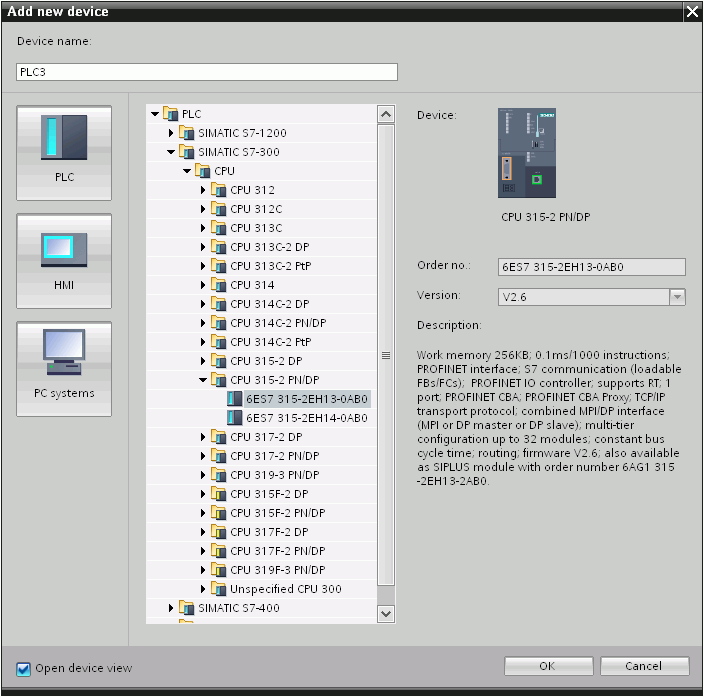 Add new device
Device name:
PLC3
PLC
HMI
PC systems
PLC
SIMATIC S7-1200
SIMATIC S7-300
CPU
CPU 312
CPU 312C
CPU 313C
CPU 313C-2 DP
CPU 313C-2 PtP
CPU 314
CPU 314C-2 DP
CPU 314C-2 PN/DP
CPU 314C-2 PtP
CPU 315-2 DP
CPU 315-2 PN/DP
6ES7 315-2EH13-0AB0
6ES7 315-2EH14-0AB0
CPU 317-2 DP
CPU 317-2 PN/DP
CPU 319-3 PN/DP
CPU 315F-2 DP
CPU 315F-2 PN/DP
CPU 317F-2 DP
CPU 317F-2 PN/DP
CPU 319F-3 PN/DP
Unspecified CPU 300
SIMATIC S7-400
Device:
SIEMENS
CPU 315-2 PN/DP
Order no.:
6ES7 315-2EH13-0AB0
Version:
V2.6
Description:
Work memory 256KB; 0.1ms/1000 instructions;
PROFINET interface; S7 communication (loadable
FBs/FCs);  PROFINET IO controller; supports RT; 1
port; PROFINET CBA; PROFINET CBA Proxy; TCP/IP
transport protocol; combined MPI/DP interface
(MPI or DP master or DP slave); multi-tier
configuration up to 32 modules; constant bus
cycle time; routing; firmware V2.6; also available
as SIPLUS module with order number 6AG1 315
-2EH13-2AB0.
Open device view
OK
Cancel